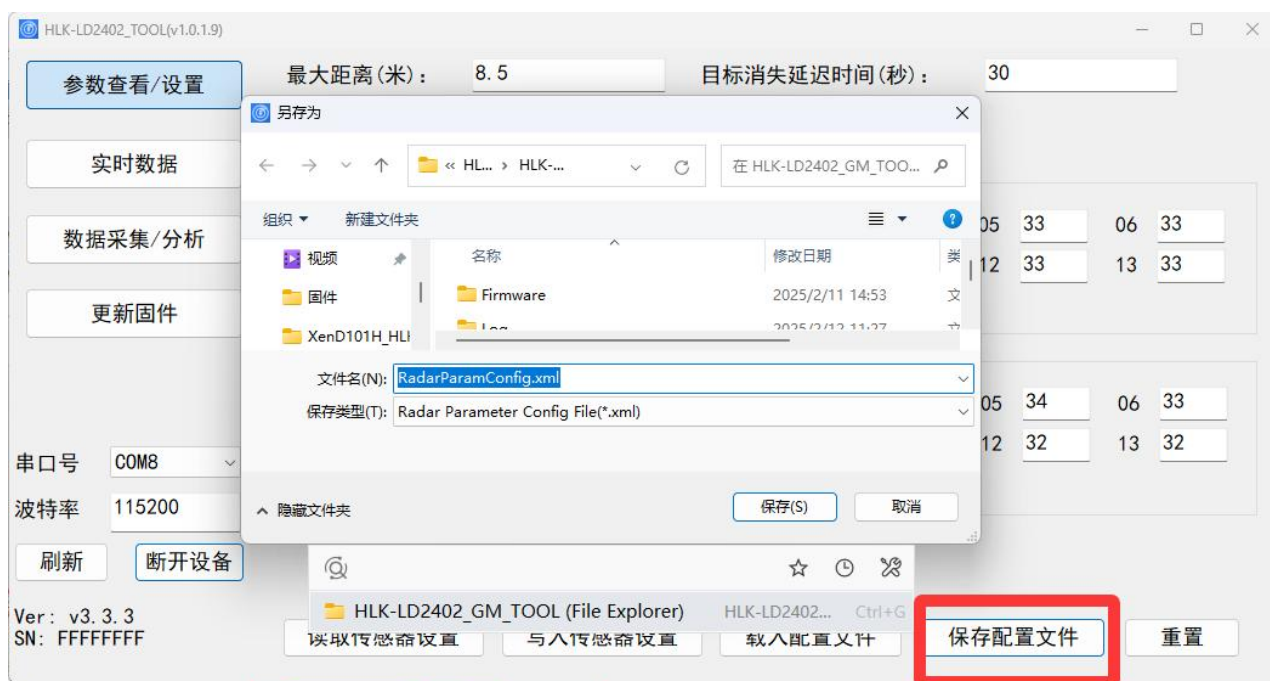 HLK-LD2402_TOOL(v1.0.1.9)
参数查看/设置
最大距离(米): 8.5 目标消失延迟时间(秒): 30
另存为
实时数据
« HL... › HLK-... 在 HLK-LD2402_GM_TOO...
组织 新建文件夹
数据采集/分析
05 33 06 33
12 33 13 33
视频 名称 修改日期
固件 Firmware 2025/2/11 14:53
更新固件
2025/2/12 11:27
文件名(N): RadarParamConfig.xml
保存类型(T): Radar Parameter Config File(*.xml)
05 34 06 33
12 32 13 32
串口号 COM8
波特率 115200
隐藏文件夹 保存(S) 取消
刷新 断开设备
HLK-LD2402_GM_TOOL (File Explorer) HLK-LD2402... Ctrl+G
Ver: v3.3.3
SN: FFFFFFFF
读取传感器设置 写入传感器设置 载入配置文件 保存配置文件 重置